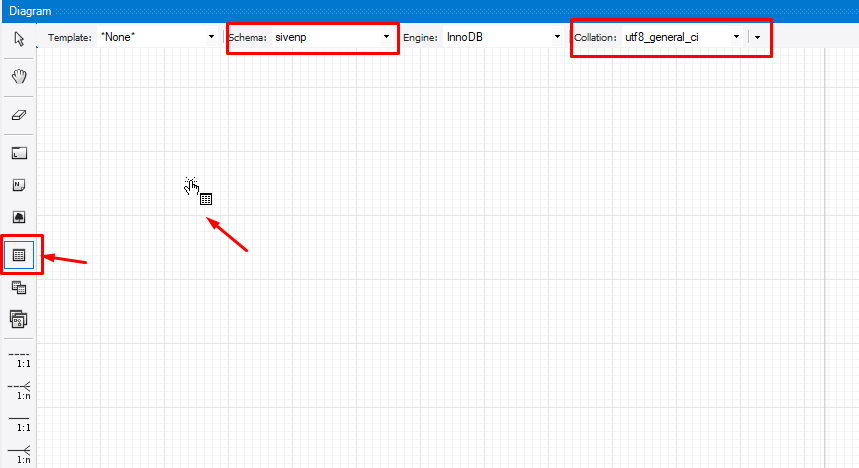 Diagram
Template: *None* Schema: sivenp Engine: InnoDB Collation: utf8_general_ci
L
N
1:1
1:n
1:1
1:n